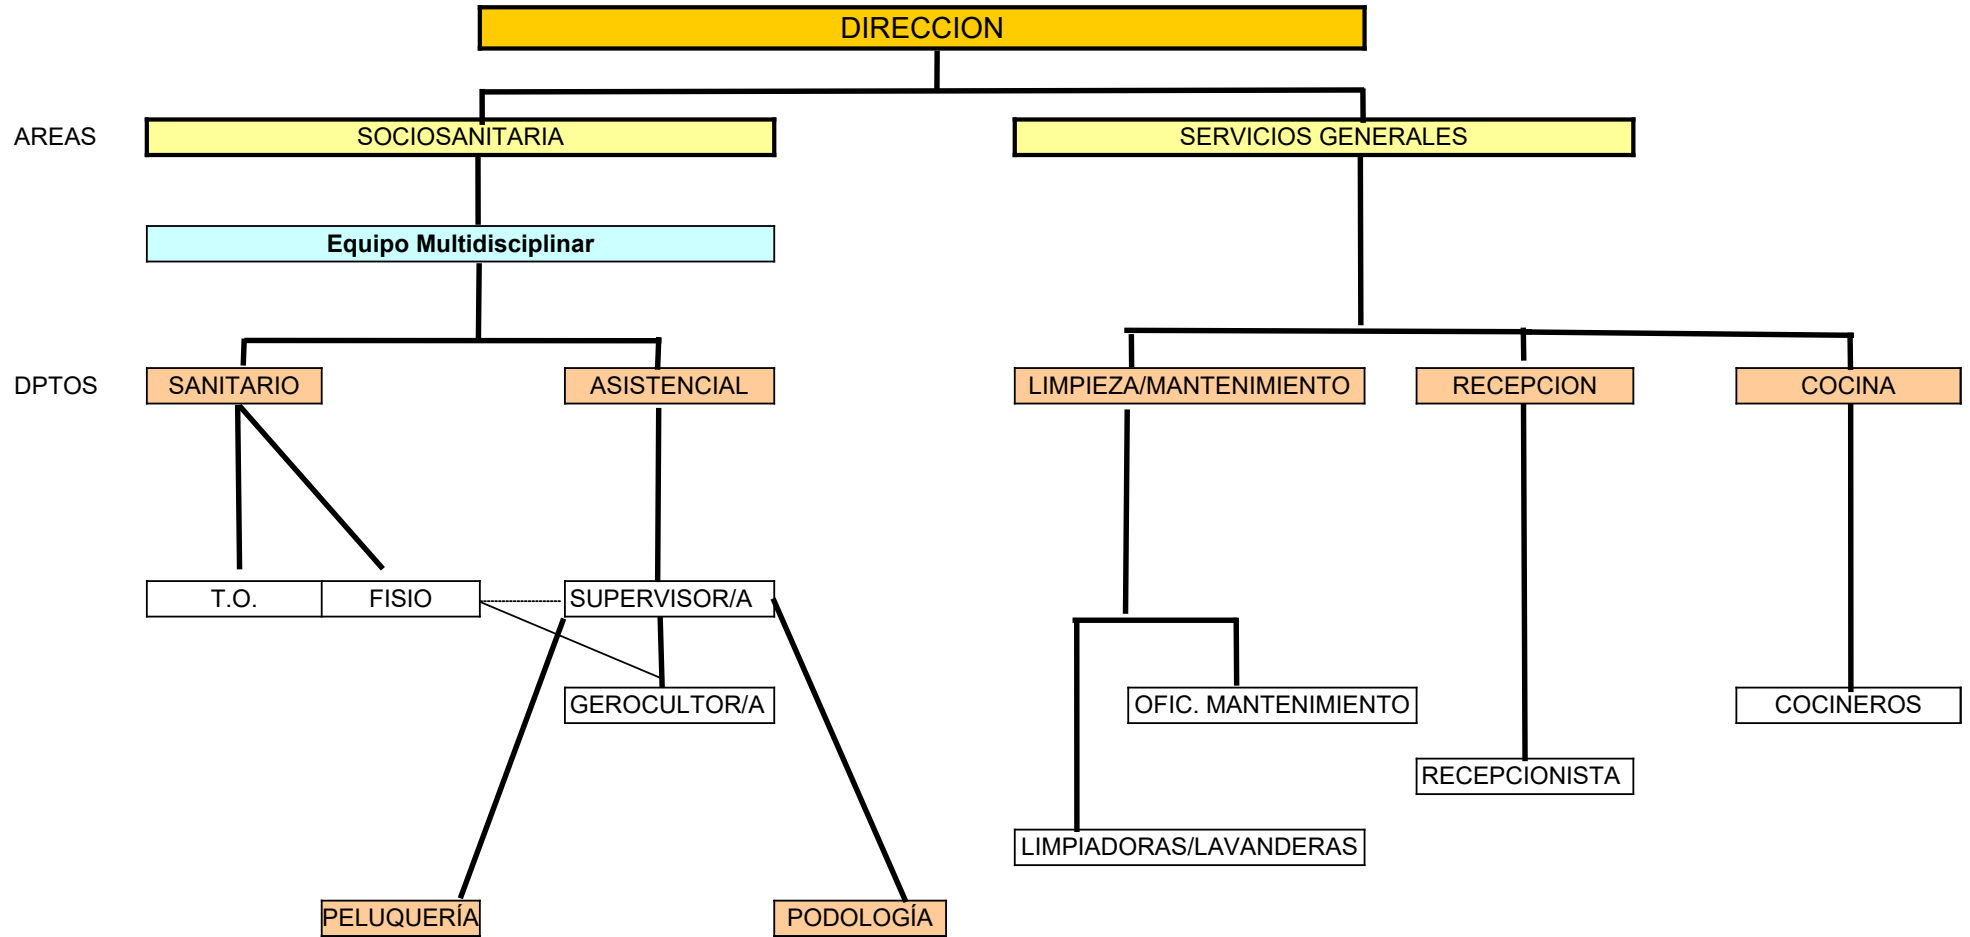 DIRECCION
AREAS
SOCIOSANITARIA
SERVICIOS GENERALES
Equipo Multidisciplinar
DPTOS
SANITARIO
ASISTENCIAL
LIMPIEZA/MANTENIMIENTO
RECEPCION
COCINA
T.O.
FISIO
SUPERVISOR/A
GEROCULTOR/A
OFIC. MANTENIMIENTO
COCINEROS
RECEPCIONISTA
LIMPIADORAS/LAVANDERAS
PELUQUERÍA
PODOLOGÍA